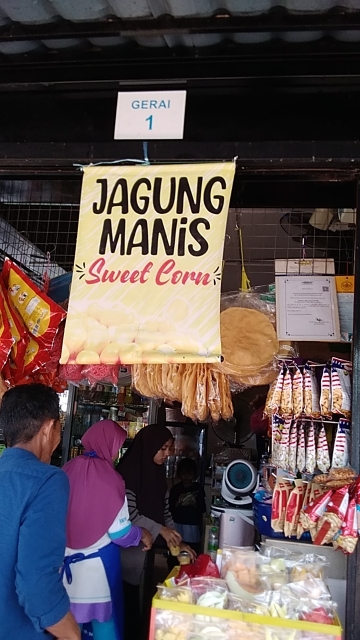 GERAI
1
JAGUNG
MANiS
Sweet Corn